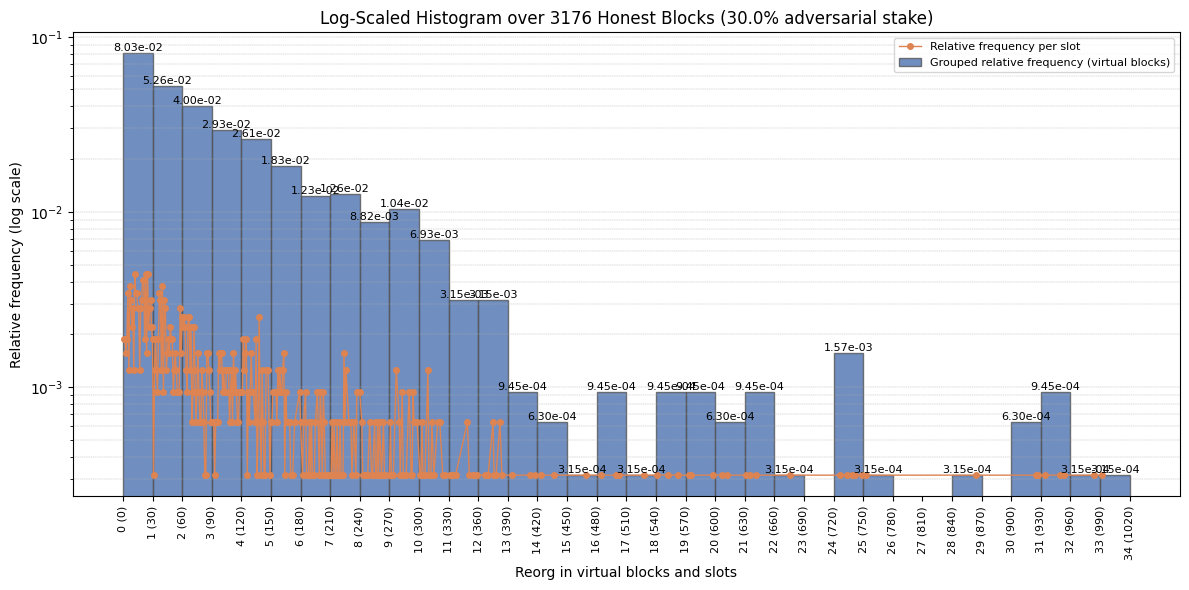 Log-Scaled Histogram over 3176 Honest Blocks (30.0% adversarial stake)
Relative frequency per slot
Grouped relative frequency (virtual blocks)
Relative frequency (log scale)
10⁻¹
10⁻²
10⁻³
8.03e-02
5.26e-02
4.00e-02
2.93e-02
2.61e-02
1.83e-02
1.23e-02
1.26e-02
8.82e-03
1.04e-02
6.93e-03
3.15e-03
3.15e-03
9.45e-04
6.30e-04
3.15e-04
9.45e-04
3.15e-04
9.45e-04
9.45e-04
6.30e-04
9.45e-04
3.15e-04
1.57e-03
3.15e-04
3.15e-04
6.30e-04
9.45e-04
3.15e-04
3.15e-04
0 (0)
1 (30)
2 (60)
3 (90)
4 (120)
5 (150)
6 (180)
7 (210)
8 (240)
9 (270)
10 (300)
11 (330)
12 (360)
13 (390)
14 (420)
15 (450)
16 (480)
17 (510)
18 (540)
19 (570)
20 (600)
21 (630)
22 (660)
23 (690)
24 (720)
25 (750)
26 (780)
27 (810)
28 (840)
29 (870)
30 (900)
31 (930)
32 (960)
33 (990)
34 (1020)
Reorg in virtual blocks and slots